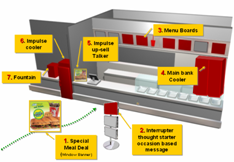 6. Impulse
cooler
5. Impulse
up-sell
Talker
3. Menu Boards
7. Fountain
4. Main bank
Cooler
1. Special
Meal Deal
(Window Banner)
2. Interrupter
thought starter
occasion based
message